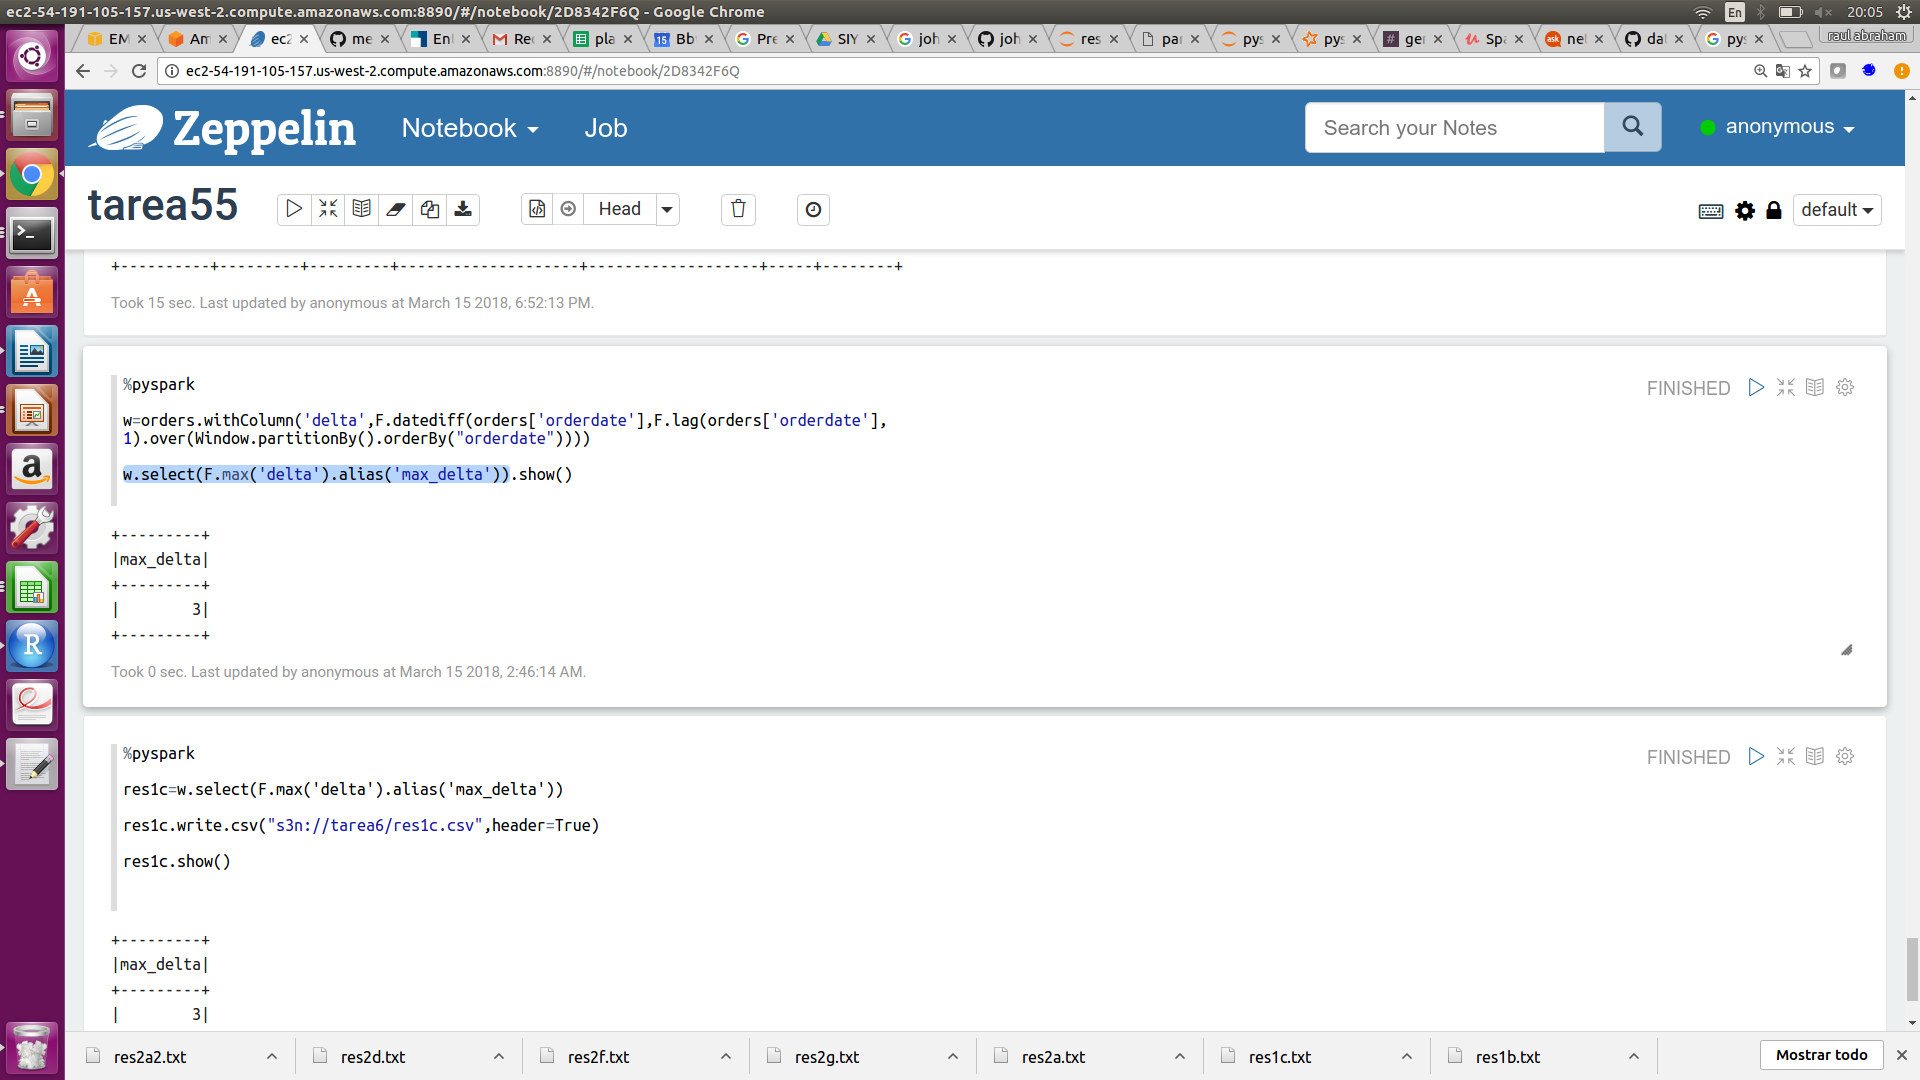 ec2-54-191-105-157.us-west-2.compute.amazonaws.com:8890/#/notebook/2D8342F6Q - Google Chrome
En
20:05
EM
Am
ec2
me
Ent
Rec
pla
Bb
Pre
SIY
joh
joh
res
par
pys
pys
ger
Spa
nel
dat
pys
raul abraham
ec2-54-191-105-157.us-west-2.compute.amazonaws.com:8890/#/notebook/2D8342F6Q
Zeppelin
Notebook
Job
Search your Notes
anonymous
tarea55
Head
default
+----------+---------+---------+--------------------+-------------------+-----+--------+
Took 15 sec. Last updated by anonymous at March 15 2018, 6:52:13 PM.
%pyspark
FINISHED
w=orders.withColumn('delta',F.datediff(orders['orderdate'],F.lag(orders['orderdate'],
1).over(Window.partitionBy().orderBy("orderdate"))))
w.select(F.max('delta').alias('max_delta')).show()
+---------+
|max_delta|
+---------+
|        3|
+---------+
Took 0 sec. Last updated by anonymous at March 15 2018, 2:46:14 AM.
%pyspark
FINISHED
res1c=w.select(F.max('delta').alias('max_delta'))
res1c.write.csv("s3n://tarea6/res1c.csv",header=True)
res1c.show()
+---------+
|max_delta|
+---------+
|        3|
res2a2.txt
res2d.txt
res2f.txt
res2g.txt
res2a.txt
res1c.txt
res1b.txt
Mostrar todo